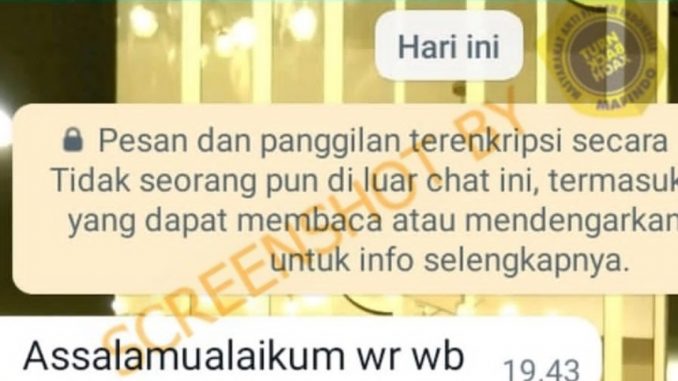 Hari ini
Pesan dan panggilan terenkripsi secara
Tidak seorang pun di luar chat ini, termasuk
yang dapat membaca atau mendengarkan
untuk info selengkapnya.
SCREENSHOT BY
Assalamualaikum wr wb
19.43
MASYARAKAT ANTI FITNAH INDONESIA
TURN BACK HOAX
MAFINDO